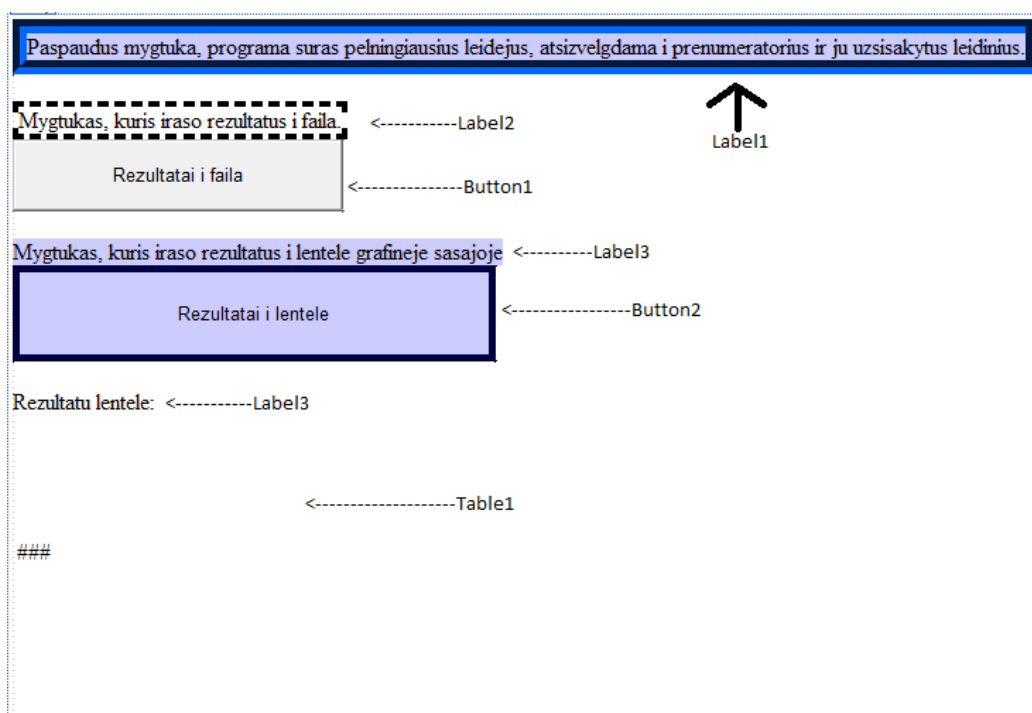 Paspaudus mygtuka, programa suras pelningiausius leidejus, atsizvelgdama i prenumeratorius ir ju uzsisakytus leidinius.
Label1
Mygtukas, kuris iraso rezultatus i faila. <-----------Label2
Rezultatai i faila
<---------------Button1
Mygtukas, kuris iraso rezultatus i lentele grafineje sasajoje <----------Label3
Rezultatai i lentele <-----------------Button2
Rezultatu lentele: <-----------Label3
<--------------------Table1
###